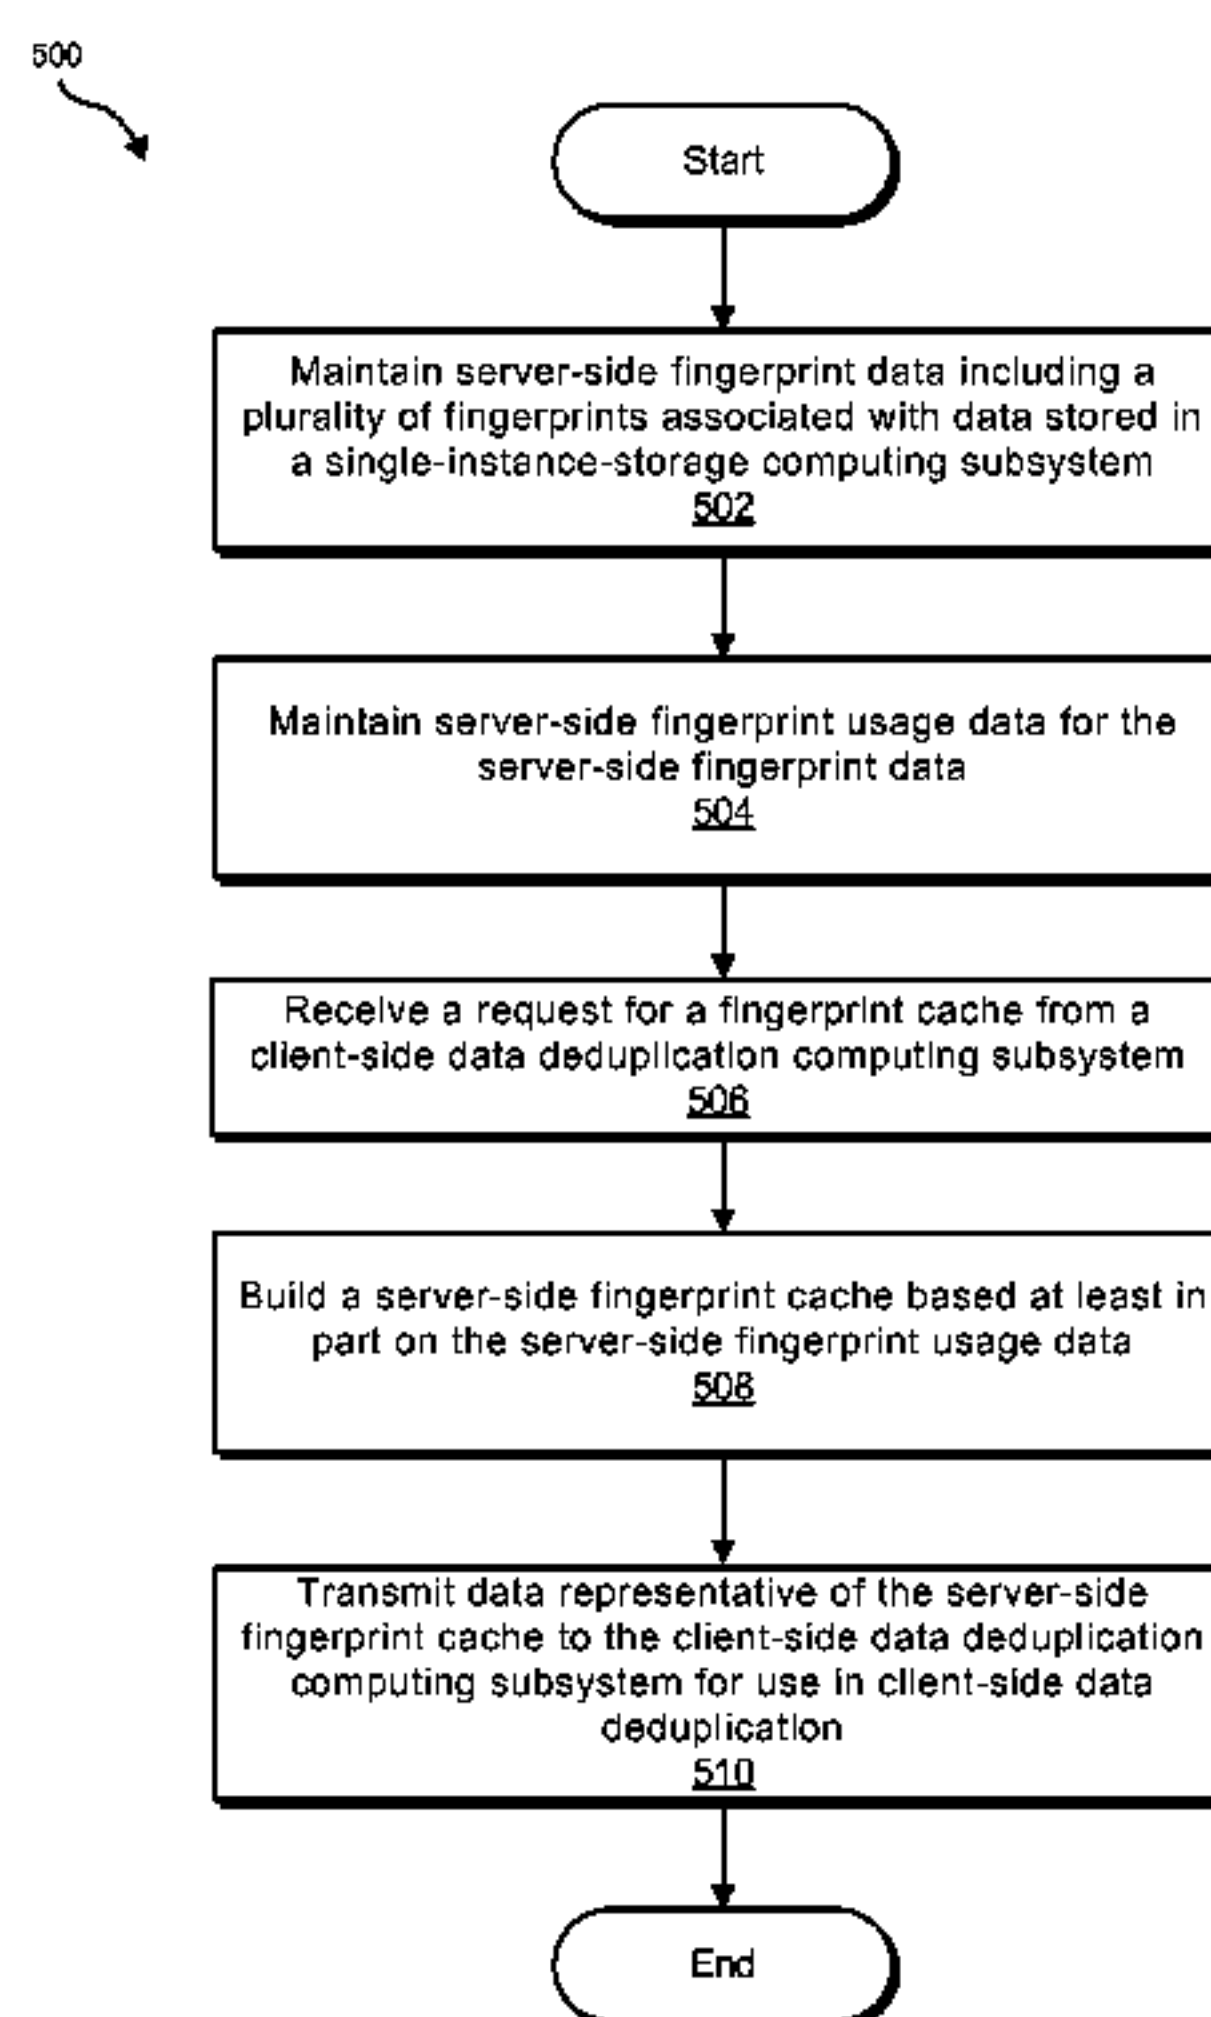 500
Start
Maintain server-side fingerprint data including a
plurality of fingerprints associated with data stored in
a single-instance-storage computing subsystem
502
Maintain server-side fingerprint usage data for the
server-side fingerprint data
504
Receive a request for a fingerprint cache from a
client-side data deduplication computing subsystem
506
Build a server-side fingerprint cache based at least in
part on the server-side fingerprint usage data
508
Transmit data representative of the server-side
fingerprint cache to the client-side data deduplication
computing subsystem for use in client-side data
deduplication
510
End